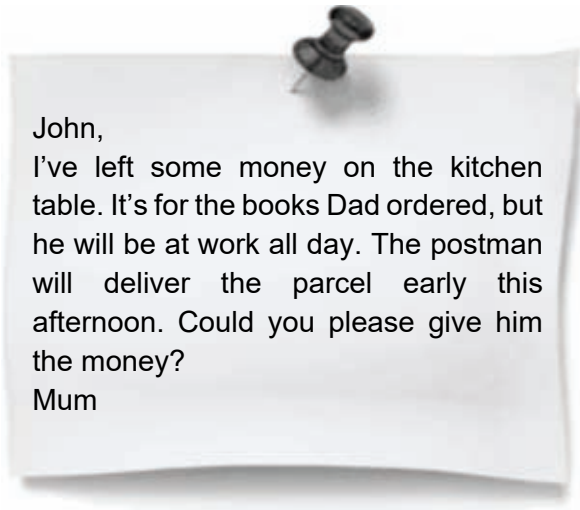 John,
I’ve left some money on the kitchen
table. It’s for the books Dad ordered, but
he will be at work all day. The postman
will deliver the parcel early this
afternoon. Could you please give him
the money?
Mum